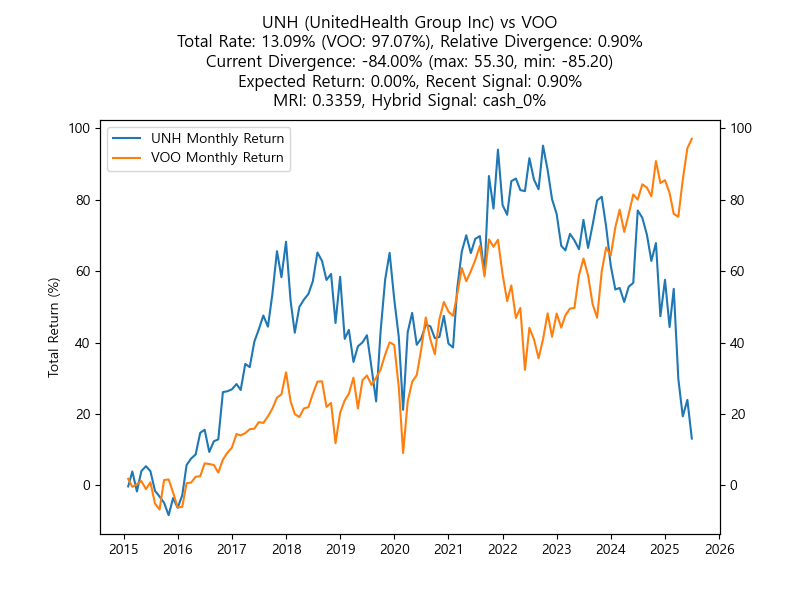 UNH (UnitedHealth Group Inc) vs VOO
Total Rate: 13.09% (VOO: 97.07%), Relative Divergence: 0.90%
Current Divergence: -84.00% (max: 55.30, min: -85.20)
Expected Return: 0.00%, Recent Signal: 0.90%
MRI: 0.3359, Hybrid Signal: cash_0%
UNH Monthly Return
VOO Monthly Return
Total Return (%)
100
80
60
40
20
0
100
80
60
40
20
0
2015 2016 2017 2018 2019 2020 2021 2022 2023 2024 2025 2026